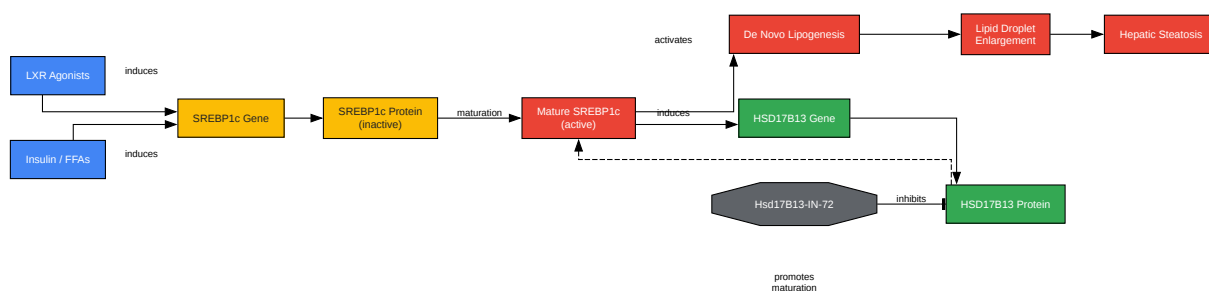 De Novo Lipogenesis
Lipid Droplet
Enlargement
Hepatic Steatosis
activates
LXR Agonists
induces
SREBP1c Gene
SREBP1c Protein
(inactive)
maturation
Mature SREBP1c
(active)
induces
HSD17B13 Gene
Insulin / FFAs
induces
Hsd17B13-IN-72
inhibits
HSD17B13 Protein
promotes
maturation